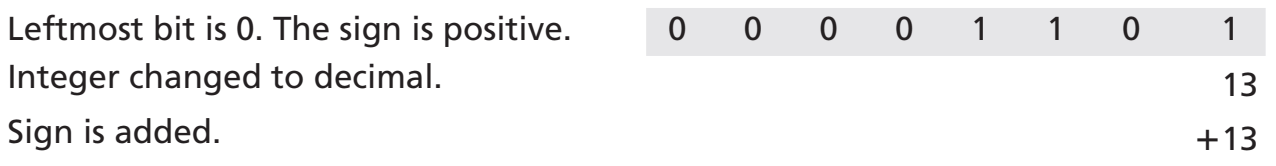 Leftmost bit is 0. The sign is positive. 0 0 0 0 1 1 0 1
Integer changed to decimal. 13
Sign is added. +13